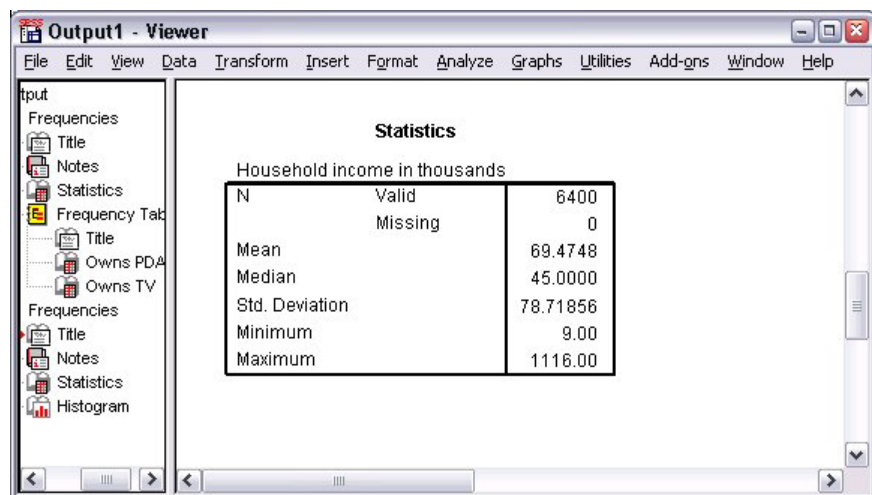 Output1 - Viewer
File Edit View Data Transform Insert Format Analyze Graphs Utilities Add-ons Window Help
tput
Frequencies
Title
Notes
Statistics
Frequency Tab
Title
Owns PDA
Owns TV
Frequencies
Title
Notes
Statistics
Histogram
Statistics
Household income in thousands
N Valid 6400
Missing 0
Mean 69.4748
Median 45.0000
Std. Deviation 78.71856
Minimum 9.00
Maximum 1116.00